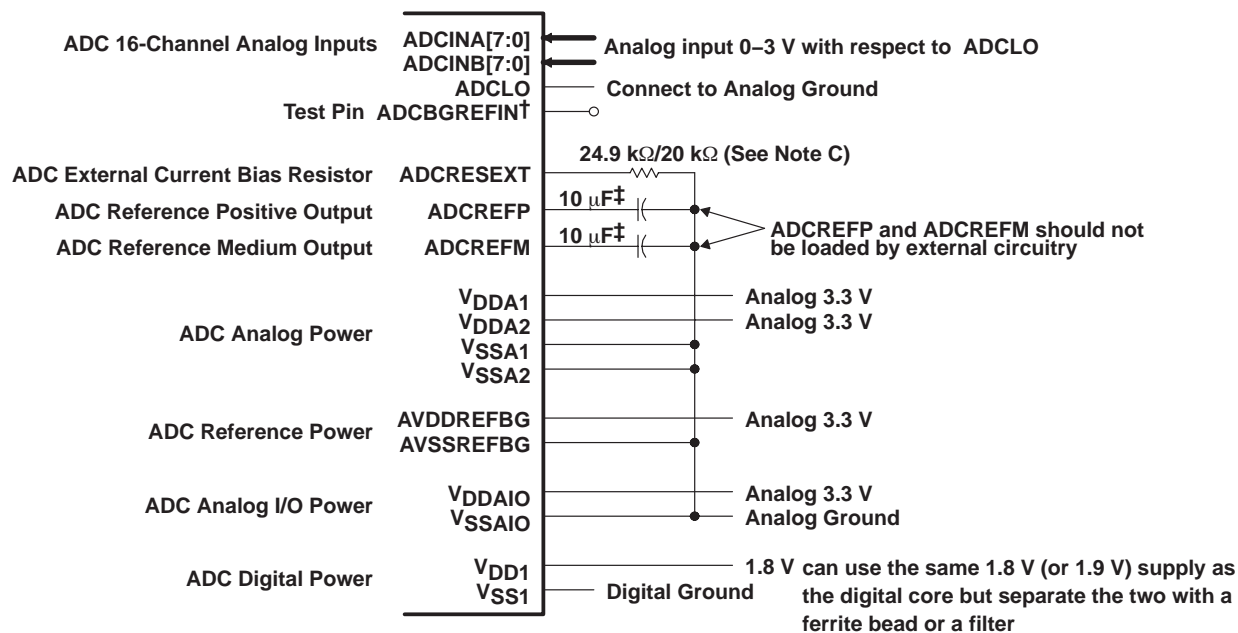 ADC 16-Channel Analog Inputs ADCINA[7:0] Analog input 0–3 V with respect to ADCLO
ADCINB[7:0]
ADCLO Connect to Analog Ground
Test Pin ADCBGREFIN†
24.9 kΩ/20 kΩ (See Note C)
ADC External Current Bias Resistor ADCRESEXT
ADC Reference Positive Output ADCREFP 10 μF‡
ADC Reference Medium Output ADCREFM 10 μF‡
ADCREFP and ADCREFM should not
be loaded by external circuitry
ADC Analog Power
VDDA1 Analog 3.3 V
VDDA2 Analog 3.3 V
VSSA1
VSSA2
ADC Reference Power
AVDDREFBG Analog 3.3 V
AVSSREFBG
ADC Analog I/O Power
VDDAIO Analog 3.3 V
VSSAIO Analog Ground
ADC Digital Power
VDD1 1.8 V can use the same 1.8 V (or 1.9 V) supply as
VSS1 Digital Ground the digital core but separate the two with a
ferrite bead or a filter